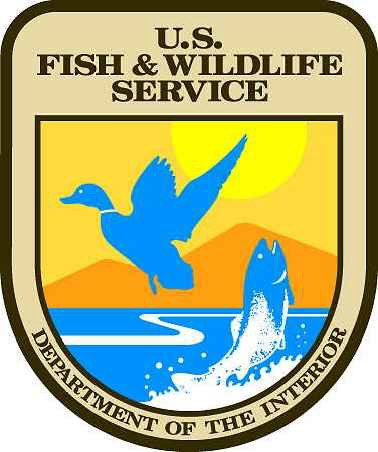 U.S.
FISH & WILDLIFE
SERVICE
DEPARTMENT OF THE INTERIOR